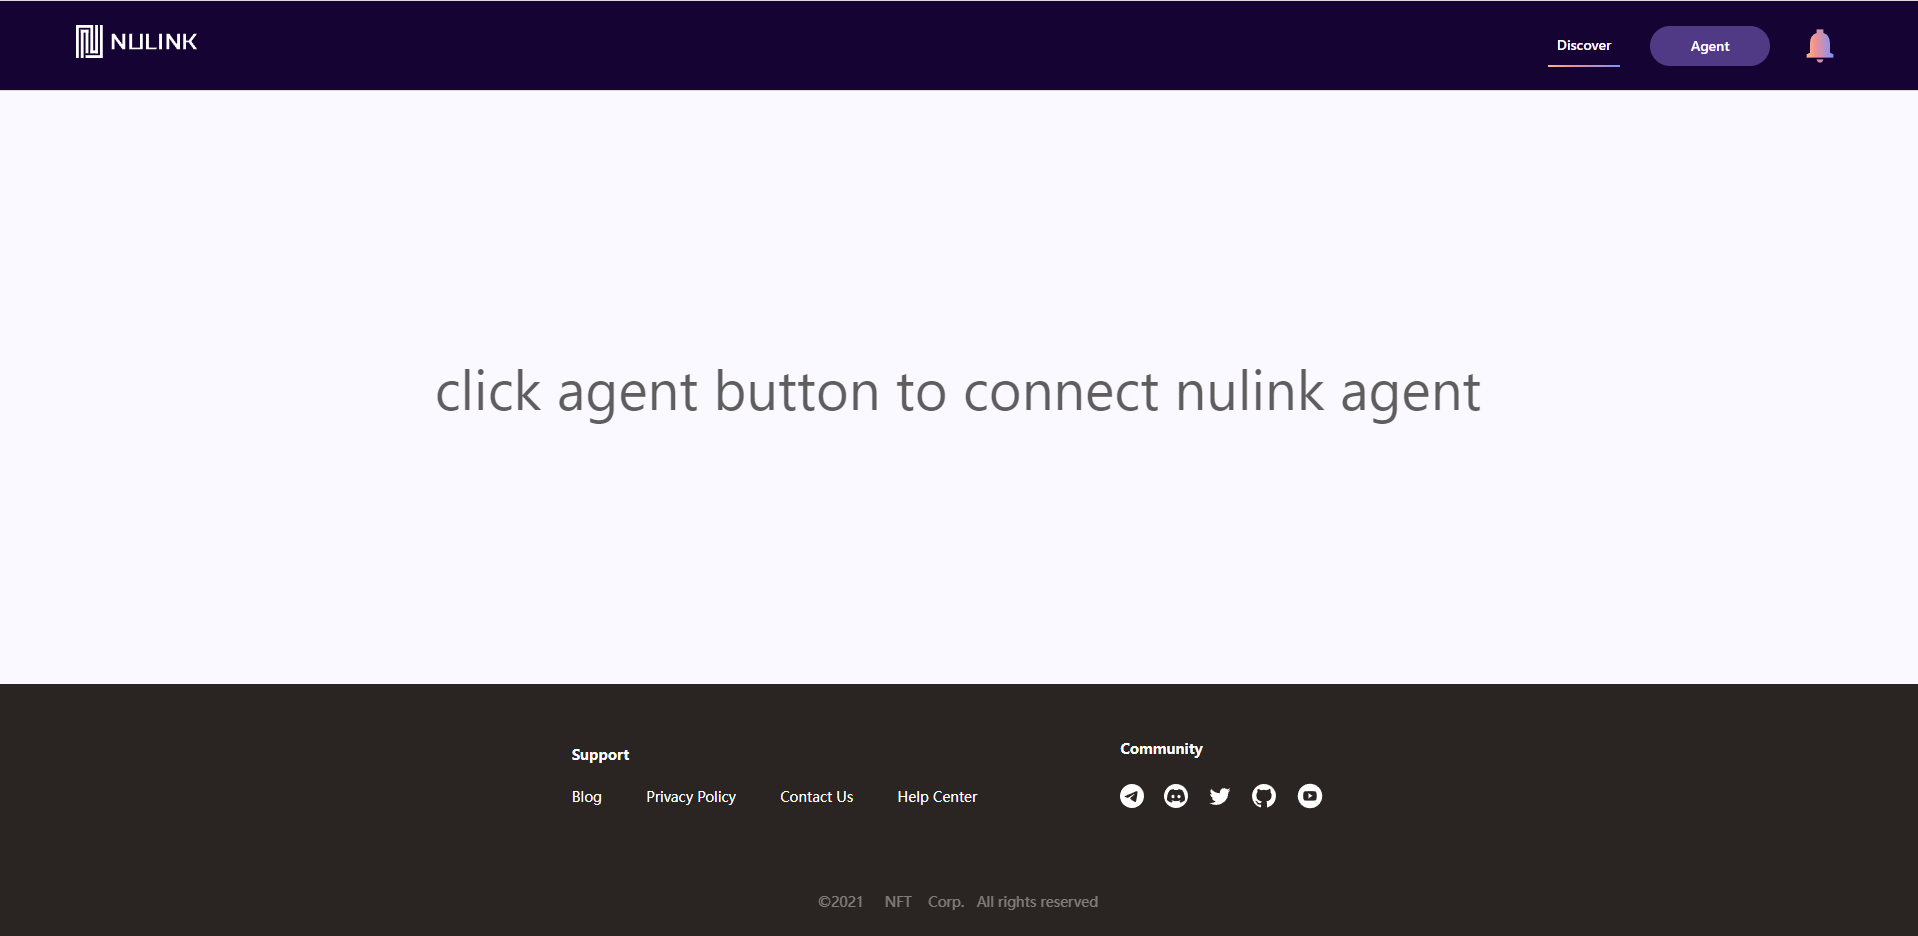 NULINK
Discover
Agent
click agent button to connect nulink agent
Support
Blog Privacy Policy Contact Us Help Center
Community
©2021 NFT Corp. All rights reserved